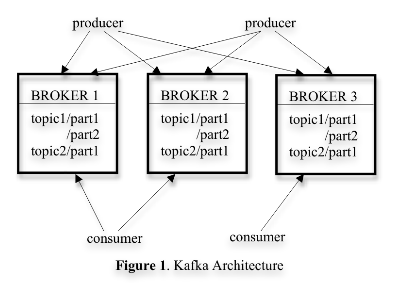 producer producer
BROKER 1 BROKER 2 BROKER 3
topic1/part1 topic1/part1 topic1/part1
/part2 /part2 /part2
topic2/part1 topic2/part1 topic2/part1
consumer consumer
Figure 1. Kafka Architecture